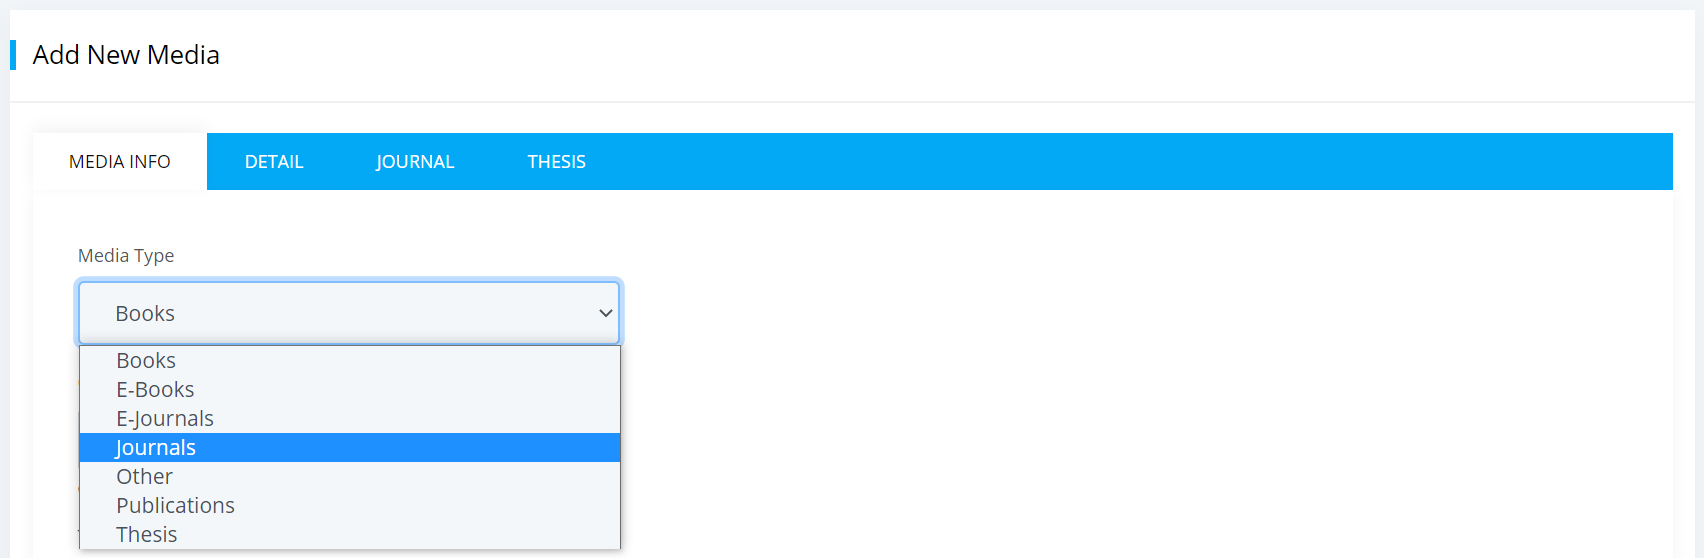 Add New Media
MEDIA INFO DETAIL JOURNAL THESIS
Media Type
Books
Books
E-Books
E-Journals
Journals
Other
Publications
Thesis